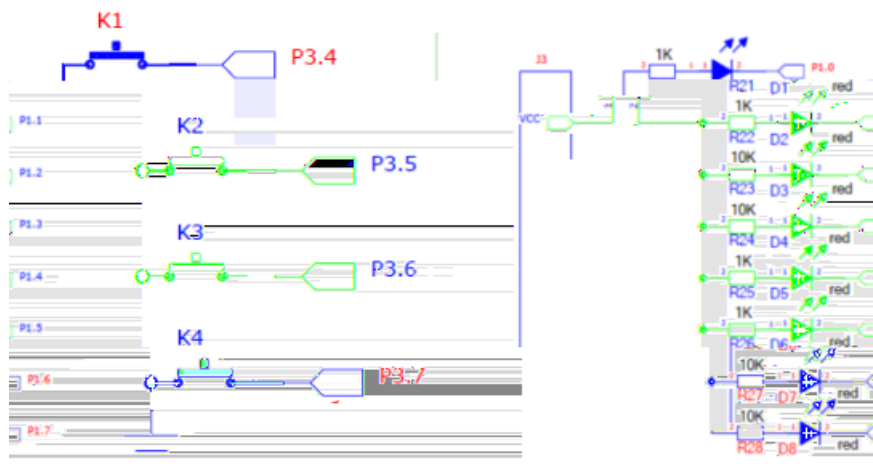 K1
P3.4
P1.1
K2
P3.5
P1.2
P1.3
K3
P3.6
P1.4
P1.5
K4
P3.7
P1.6
P1.7
J3
VCC
1K
P1.0
R21 D1 red
1K
R22 D2 red
10K
R23 D3 red
10K
R24 D4 red
1K
R25 D5 red
1K
R26 D6 red
10K
R27 D7 red
10K
R28 D8 red